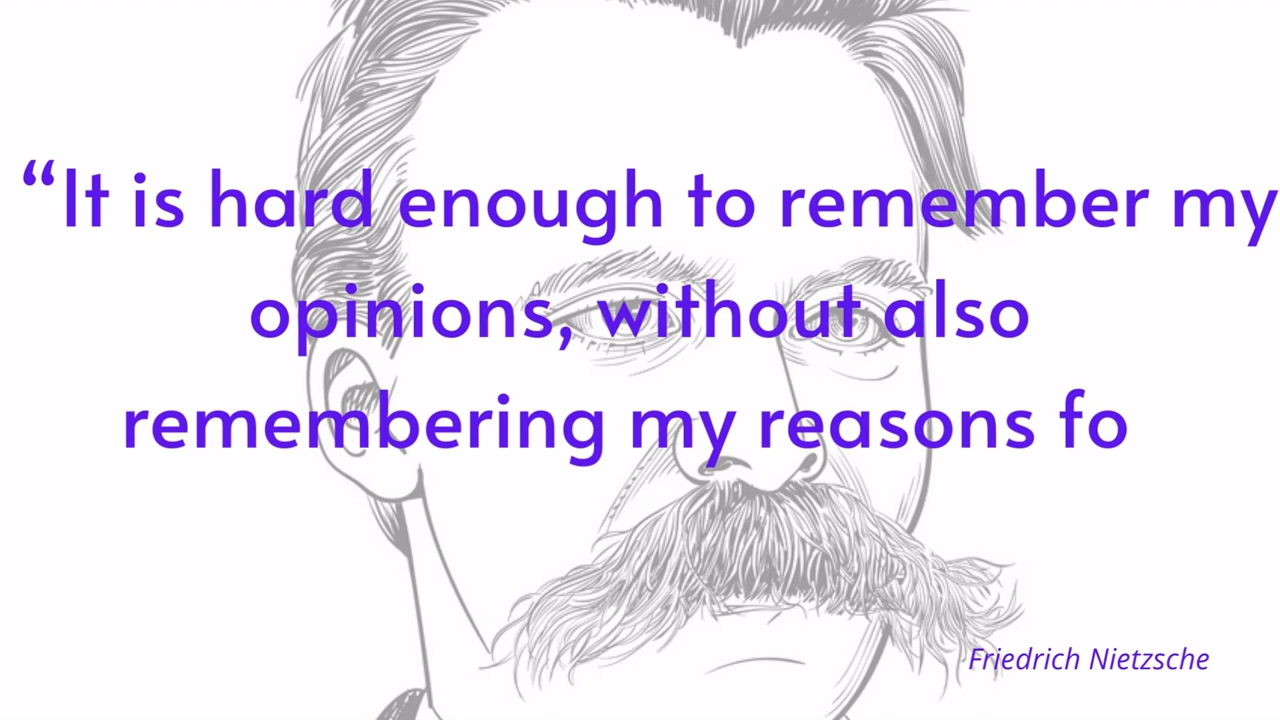 “It is hard enough to remember my
opinions, without also
remembering my reasons fo
Friedrich Nietzsche